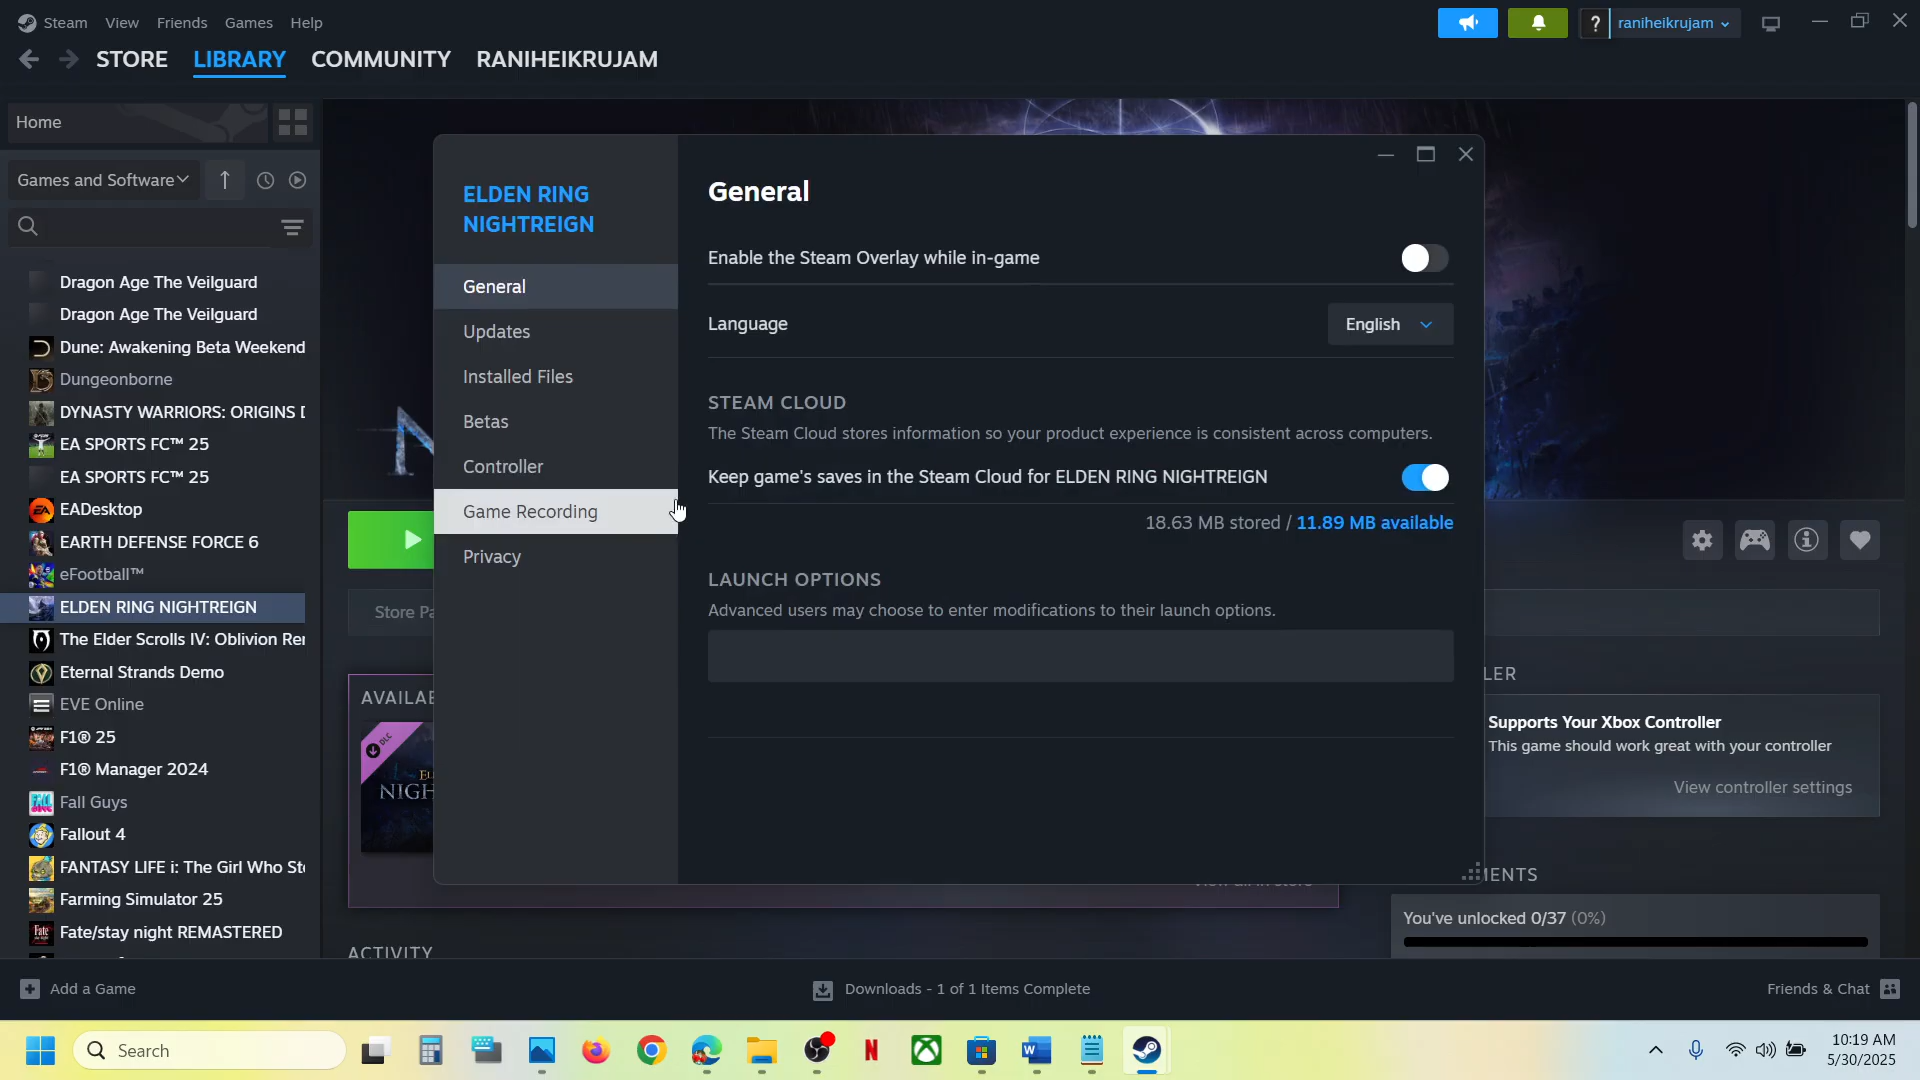 Steam View Friends Games Help
? raniheikrujam
STORE LIBRARY COMMUNITY RANIHEIKRUJAM
Home
Games and Software
Dragon Age The Veilguard
Dragon Age The Veilguard
Dune: Awakening Beta Weekend
Dungeonborne
DYNASTY WARRIORS: ORIGINS
EA SPORTS FC™ 25
EA SPORTS FC™ 25
EADesktop
EARTH DEFENSE FORCE 6
eFootball™
ELDEN RING NIGHTREIGN
The Elder Scrolls IV: Oblivion Rer
Eternal Strands Demo
EVE Online
F1® 25
F1® Manager 2024
Fall Guys
Fallout 4
FANTASY LIFE i: The Girl Who Ste
Farming Simulator 25
Fate/stay night REMASTERED
ELDEN RING
NIGHTREIGN
General
Updates
Installed Files
Betas
Controller
Game Recording
Privacy
General
Enable the Steam Overlay while in-game
Language English
STEAM CLOUD
The Steam Cloud stores information so your product experience is consistent across computers.
Keep game's saves in the Steam Cloud for ELDEN RING NIGHTREIGN
18.63 MB stored / 11.89 MB available
LAUNCH OPTIONS
Advanced users may choose to enter modifications to their launch options.
N
Store Pa
AVAILAB
DLC
EL
NIGH
ACTIVITY
LER
Supports Your Xbox Controller
This game should work great with your controller
View controller settings
MENTS
You've unlocked 0/37 (0%)
Add a Game
Downloads - 1 of 1 Items Complete
Friends & Chat
Search
10:19 AM
5/30/2025